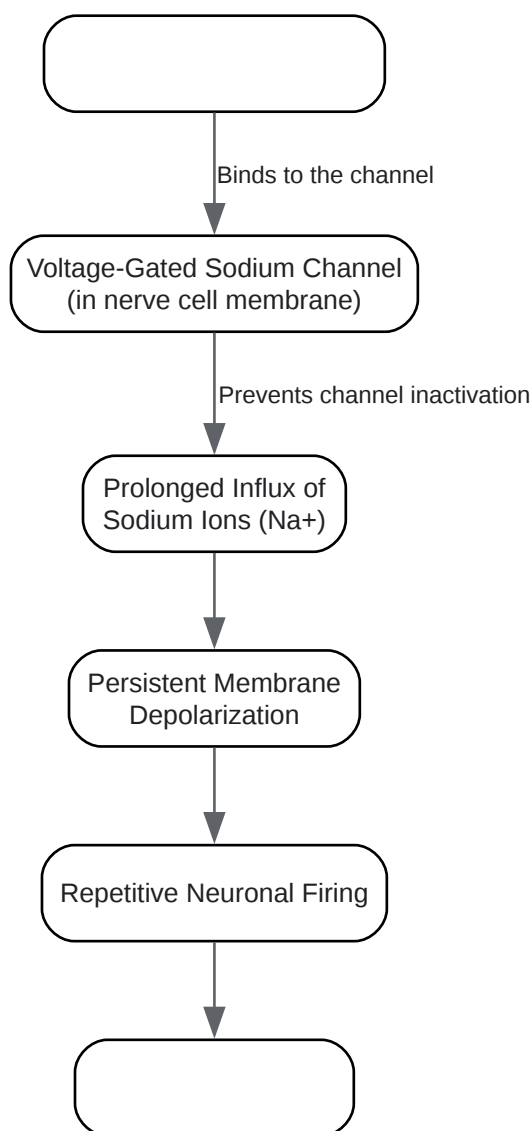 Binds to the channel
Voltage-Gated Sodium Channel
(in nerve cell membrane)
Prevents channel inactivation
Prolonged Influx of
Sodium Ions (Na+)
Persistent Membrane
Depolarization
Repetitive Neuronal Firing